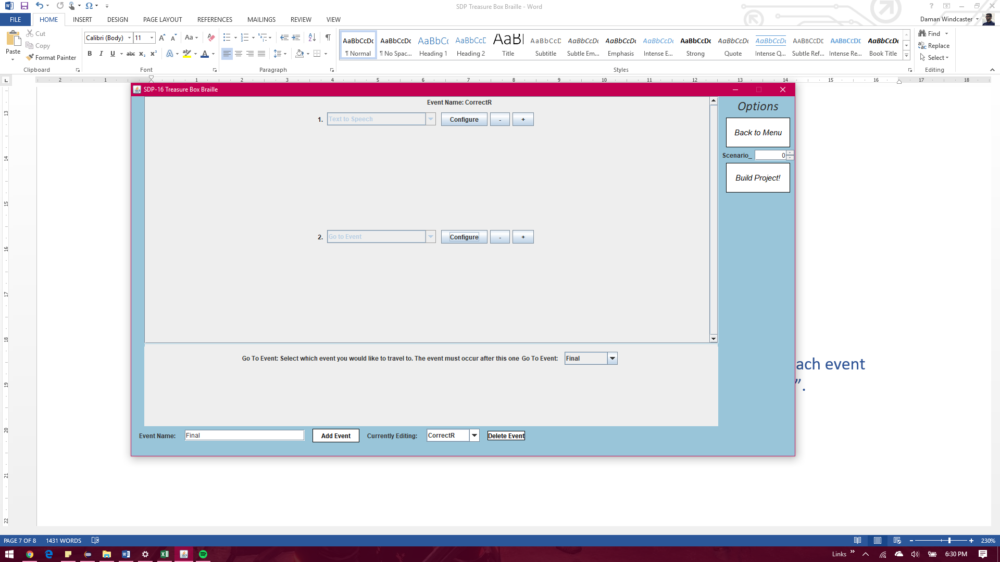 SDP Treasure Box Braille - Word
FILE HOME INSERT DESIGN PAGE LAYOUT REFERENCES MAILINGS REVIEW VIEW Daman Windcaster
Paste Cut Copy Format Painter
Calibri (Body) 11 Aa
B I U abc x₂ x² A A
AaBbCcDc AaBbCcDc AaBbCc AaBbCcD AaBl AaBbCcD AaBbCcDc AaBbCcDc AaBbCcDc AaBbCcDc AaBbCcDc AaBbCcDc AABBCCDE AABBCCDE AaBbCcDc
¶ Normal ¶ No Spac... Heading 1 Heading 2 Title Subtitle Subtle Em... Emphasis Intense E... Strong Quote Intense Q... Subtle Ref... Intense Re... Book Title
Find Replace Select
Clipboard Font Paragraph Styles Editing
2 1 1 2 3 4 5 6 7 8 9 10 11 12 13 14 15 16 17 18
SDP-16 Treasure Box Braille
Event Name: CorrectR
1. Text to Speech Configure - +
2. Go to Event Configure - +
Options
Back to Menu
Scenario_ 0
Build Project!
Go To Event: Select which event you would like to travel to. The event must occur after this one Go To Event: Final
Event Name: Final Add Event Currently Editing: CorrectR Delete Event
ach event
”.
13
14
15
16
17
18
19
20
21
22
PAGE 7 OF 8 1431 WORDS 230%
Links 6:30 PM